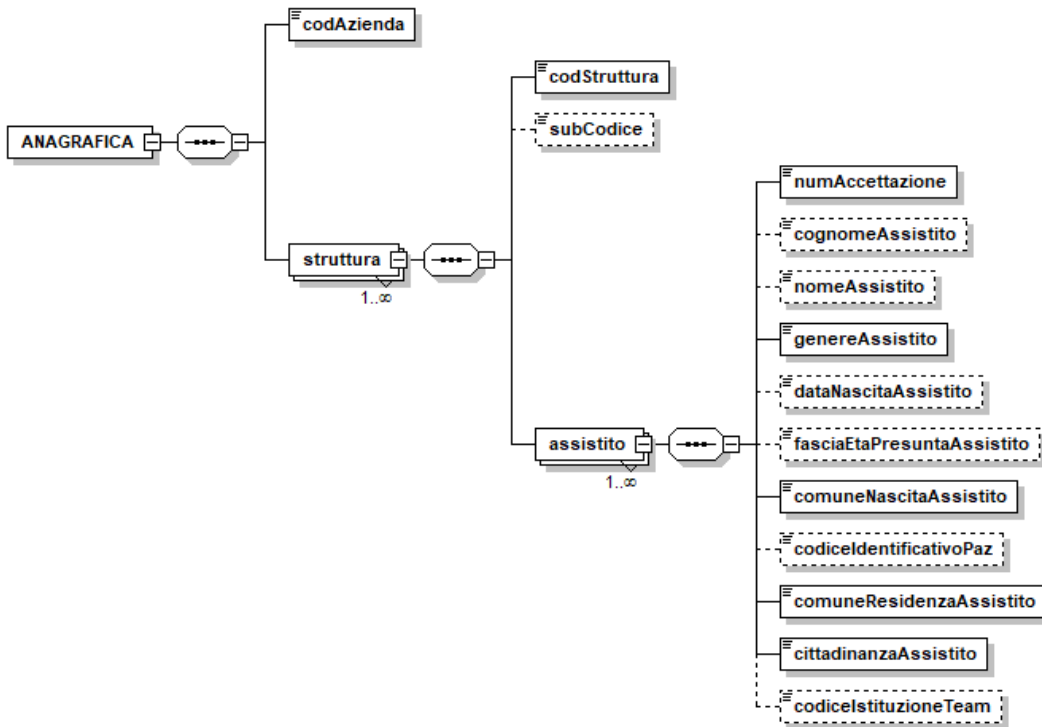 codAzienda
codStruttura
subCodice
ANAGRAFICA
numAccettazione
cognomeAssistito
struttura
1..∞
nomeAssistito
genereAssistito
dataNascitaAssistito
assistito
1..∞
fasciaEtaPresuntaAssistito
comuneNascitaAssistito
codiceIdentificativoPaz
comuneResidenzaAssistito
cittadinanzaAssistito
codiceIstituzioneTeam